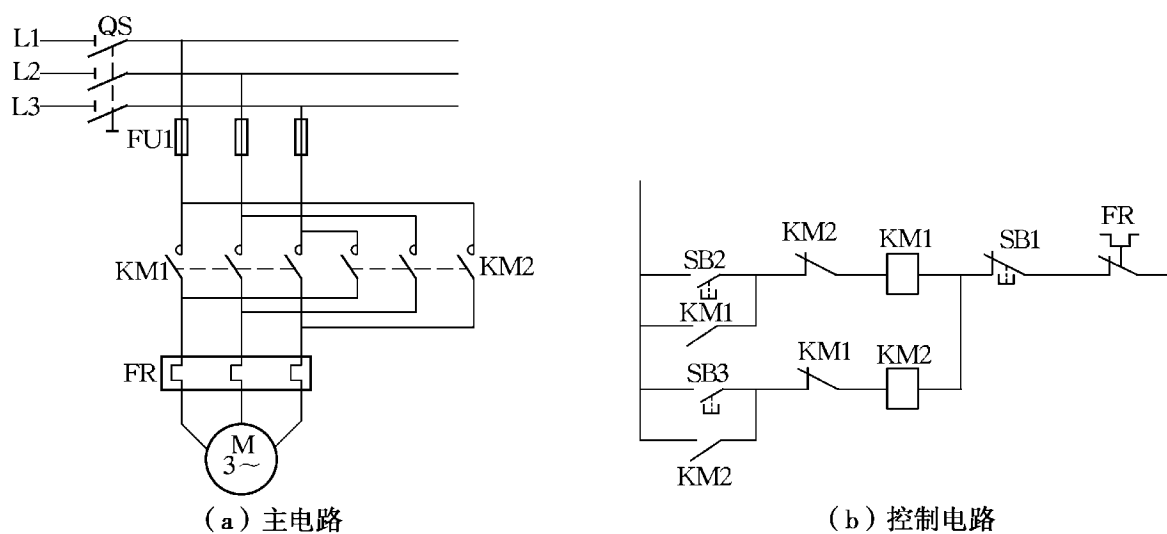 QS
L1
L2
L3
FU1
KM1
KM2
FR
M
3~
(a)主电路
FR
KM2
KM1
SB1
SB2
KM1
KM1
KM2
SB3
KM2
(b)控制电路